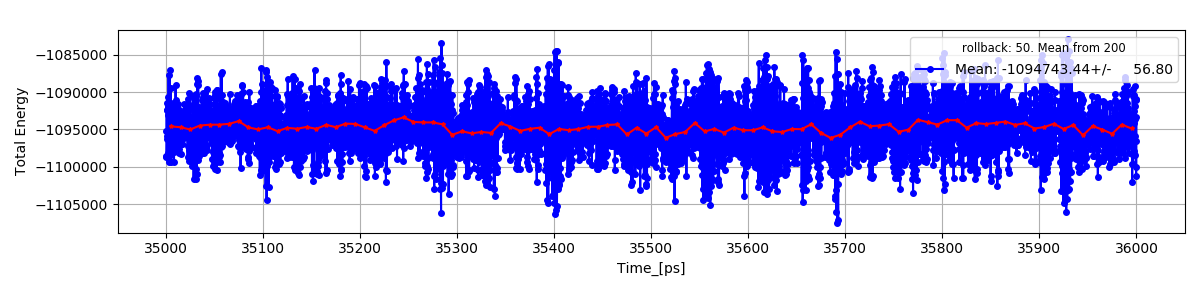 rollback: 50. Mean from 200
Mean: -1094743.44+/- 56.80
Total Energy
−1085000
−1090000
−1095000
−1100000
−1105000
35000 35100 35200 35300 35400 35500 35600 35700 35800 35900 36000
Time_[ps]